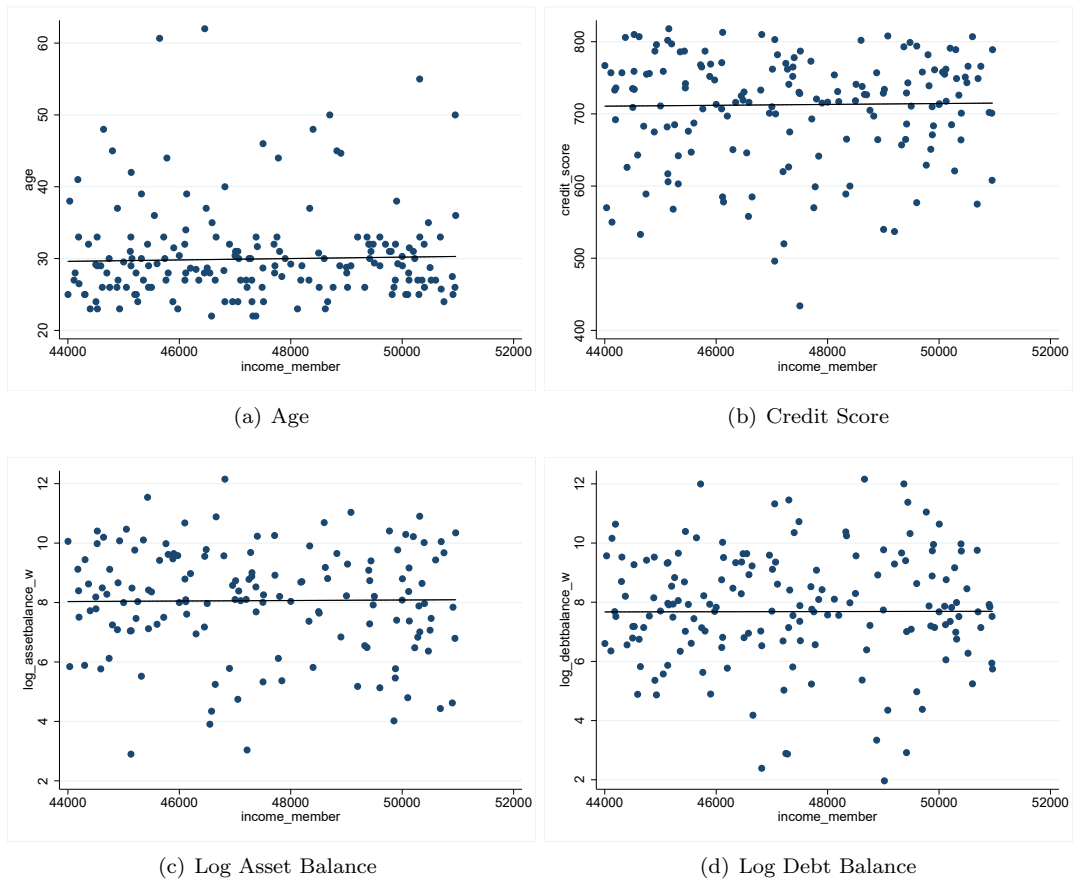 60
50
40
30
20
age
44000 46000 48000 50000 52000
income_member
(a) Age
800
700
600
500
400
credit_score
44000 46000 48000 50000 52000
income_member
(b) Credit Score
12
10
8
6
4
2
log_assetbalance_w
44000 46000 48000 50000 52000
income_member
(c) Log Asset Balance
12
10
8
6
4
2
log_debtbalance_w
44000 46000 48000 50000 52000
income_member
(d) Log Debt Balance